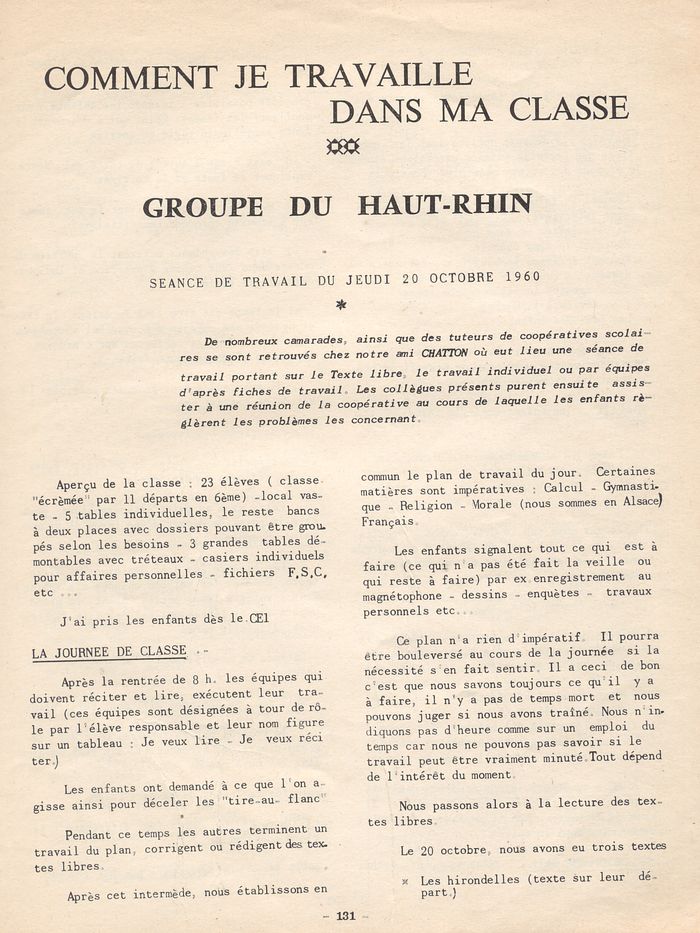 COMMENT JE TRAVAILLE
DANS MA CLASSE
GROUPE DU HAUT-RHIN
SEANCE DE TRAVAIL DU JEUDI 20 OCTOBRE 1960
*
De nombreux camarades, ainsi que des tuteurs de coopératives scolai-
res se sont retrouvés chez notre ami CHATTON où eut lieu une séance de
travail portant sur le Texte libre, le travail individuel ou par équipes
d'après fiches de travail. Les collègues présents purent ensuite assis-
ter à une réunion de la coopérative au cours de laquelle les enfants rè-
glèrent les problèmes les concernant.
Aperçu de la classe : 23 élèves ( classe
"écrèmée" par 11 départs en 6ème) -local vas-
te - 5 tables individuelles, le reste bancs
à deux places avec dossiers pouvant être grou
pés selon les besoins - 3 grandes tables dé-
montables avec tréteaux - casiers individuels
pour affaires personnelles - fichiers F.S.C.
etc ...
J'ai pris les enfants dès le CE1
LA JOURNEE DE CLASSE .-
Après la rentrée de 8 h. les équipes qui
doivent réciter et lire, exécutent leur tra-
vail (ces équipes sont désignées à tour de rô-
le par l'élève responsable et leur nom figure
sur un tableau : Je veux lire - Je veux réci
ter.)
Les enfants ont demandé à ce que l'on a-
gisse ainsi pour déceler les "tire-au- flanc"
Pendant ce temps les autres terminent un
travail du plan, corrigent ou rédigent des tex-
tes libres.
Après cet intermède, nous établissons en
commun le plan de travail du jour. Certaines
matières sont impératives : Calcul - Gymnasti-
que - Religion - Morale (nous sommes en Alsace)
Français.
Les enfants signalent tout ce qui est à
faire (ce qui n'a pas été fait la veille ou
qui reste à faire) par ex. enregistrement au
magnétophone - dessins - enquètes - travaux
personnels etc...
Ce plan n'a rien d'impératif. Il pourra
être bouleversé au cours de la journée si la
nécessité s'en fait sentir. Il a ceci de bon
c'est que nous savons toujours ce qu'il y a
à faire, il n'y a pas de temps mort et nous
pouvons juger si nous avons traîné. Nous n'in-
diquons pas d'heure comme sur un emploi du
temps car nous ne pouvons pas savoir si le
travail peut être vraiment minuté.Tout dépend
de l'intérêt du moment.
Nous passons alors à la lecture des tex-
tes libres.
Le 20 octobre, nous avons eu trois textes
* Les hirondelles (texte sur leur dé-
part.)
- 131 -